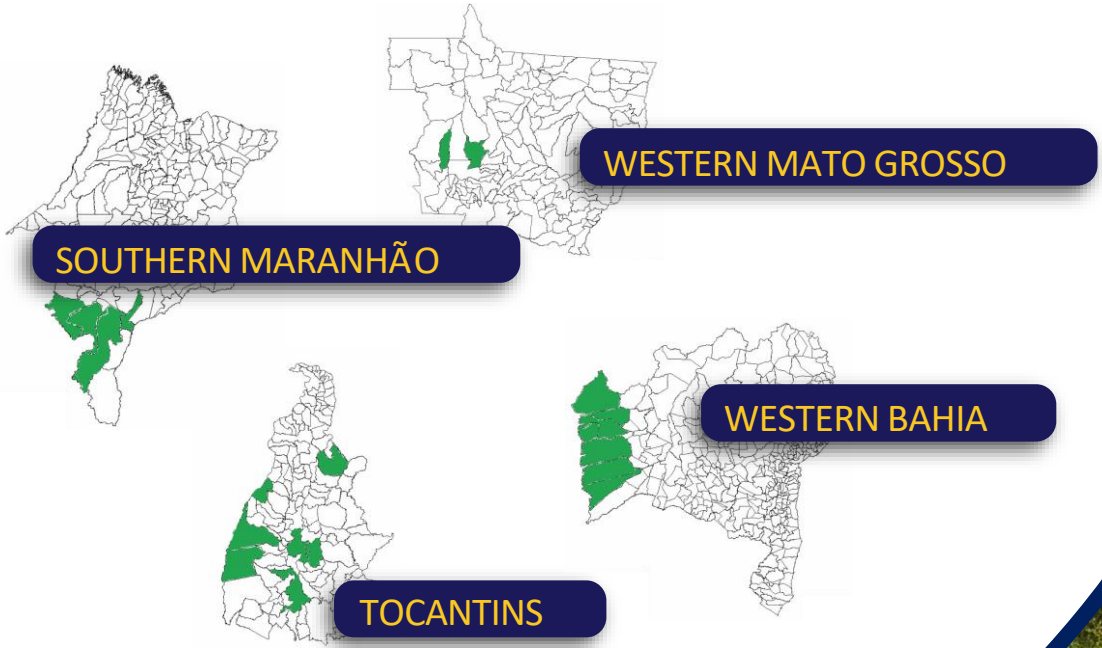 WESTERN MATO GROSSO
SOUTHERN MARANHÃO
WESTERN BAHIA
TOCANTINS